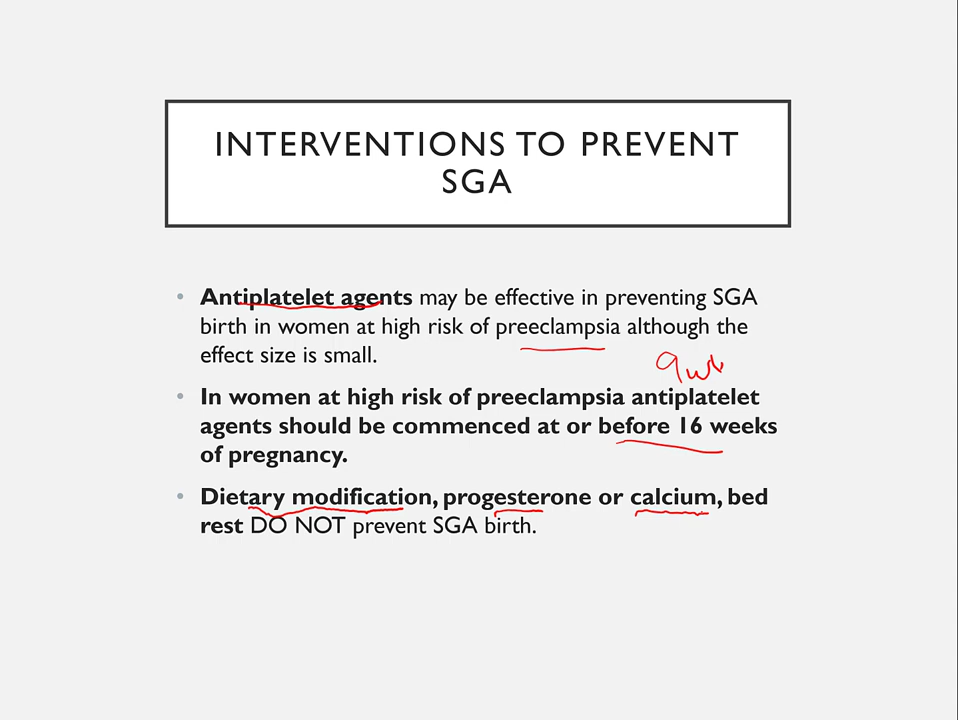 INTERVENTIONS TO PREVENT
SGA
• Antiplatelet agents may be effective in preventing SGA
birth in women at high risk of preeclampsia although the
effect size is small.
9wk
• In women at high risk of preeclampsia antiplatelet
agents should be commenced at or before 16 weeks
of pregnancy.
• Dietary modification, progesterone or calcium, bed
rest DO NOT prevent SGA birth.